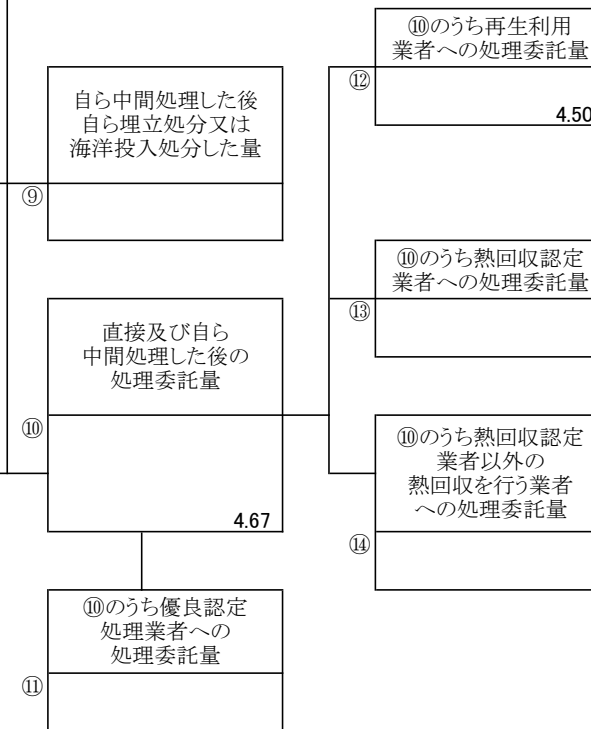 自ら中間処理した後
自ら埋立処分又は
海洋投入処分した量
⑨
直接及び自ら
中間処理した後の
処理委託量
⑩
4.67
⑩のうち優良認定
処理業者への
処理委託量
⑪
⑩のうち再生利用
業者への処理委託量
⑫
4.50
⑩のうち熱回収認定
業者への処理委託量
⑬
⑩のうち熱回収認定
業者以外の
熱回収を行う業者
への処理委託量
⑭